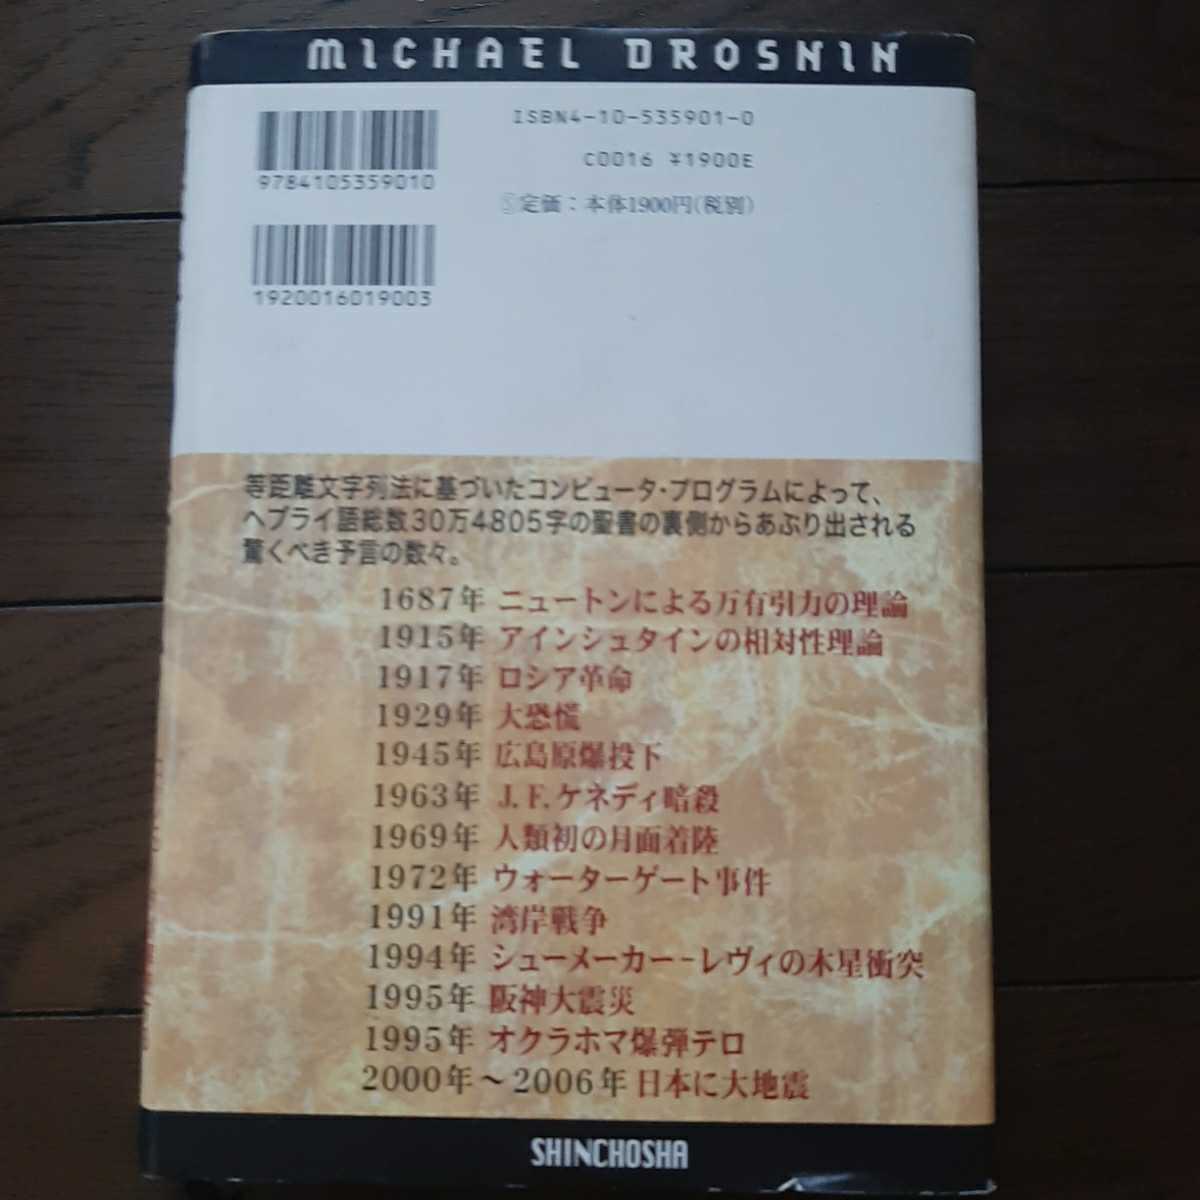 MICHAEL DROSNIN
ISBN4-10-535901-0
9784105359010
C0016 ¥1900E
定価：本体1900円(税別)
1920016019003
等距離文字列法に基づいたコンピュータ・プログラムによって、
ヘブライ語総数30万4805字の聖書の裏側からあぶり出される
驚くべき予言の数々。
1687年 ニュートンによる万有引力の理論
1915年 アインシュタインの相対性理論
1917年 ロシア革命
1929年 大恐慌
1945年 広島原爆投下
1963年 J.F.ケネディ暗殺
1969年 人類初の月面着陸
1972年 ウォーターゲート事件
1991年 湾岸戦争
1994年 シューメーカー-レヴィの木星衝突
1995年 阪神大震災
1995年 オクラホマ爆弾テロ
2000年〜2006年 日本に大地震
SHINCHOSHA